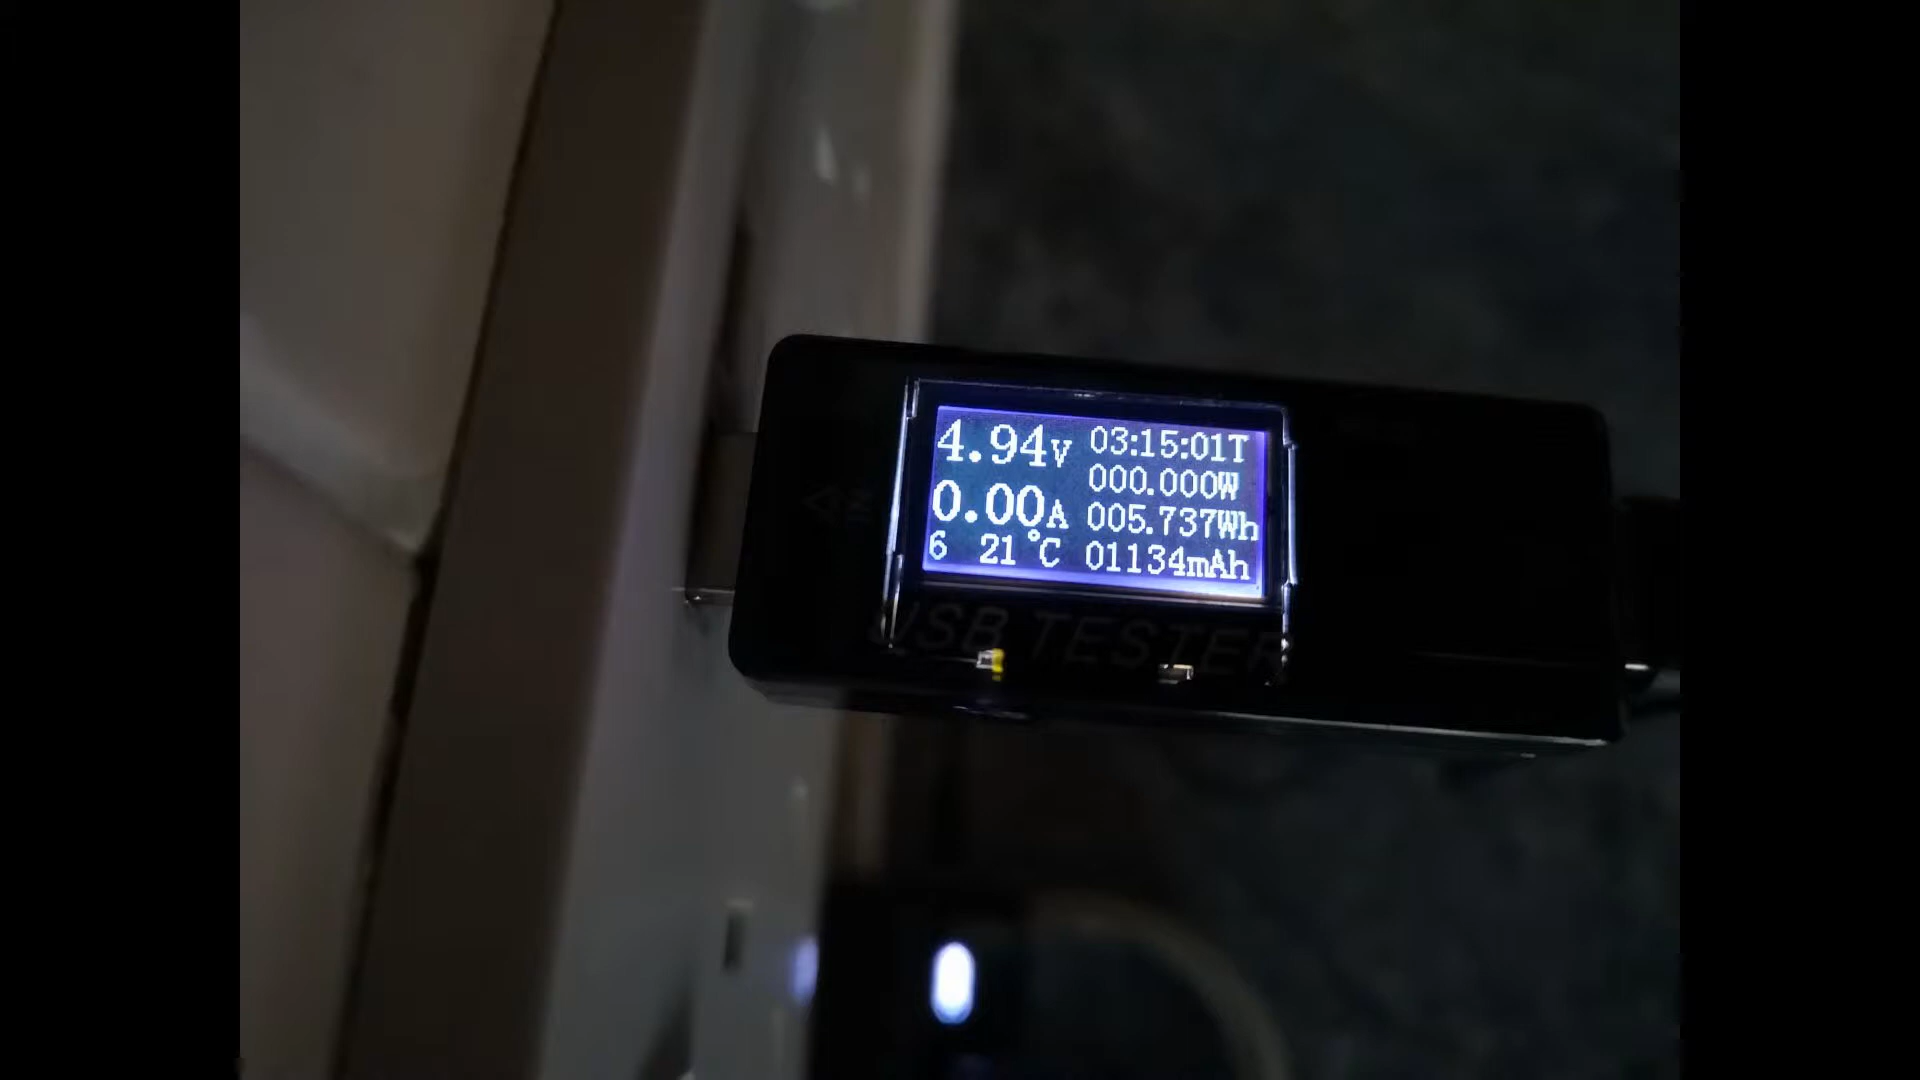 4.94V 03:15:01T
000.000W
0.00A 005.737Wh
6 21°C 01134mAh
USB TESTER